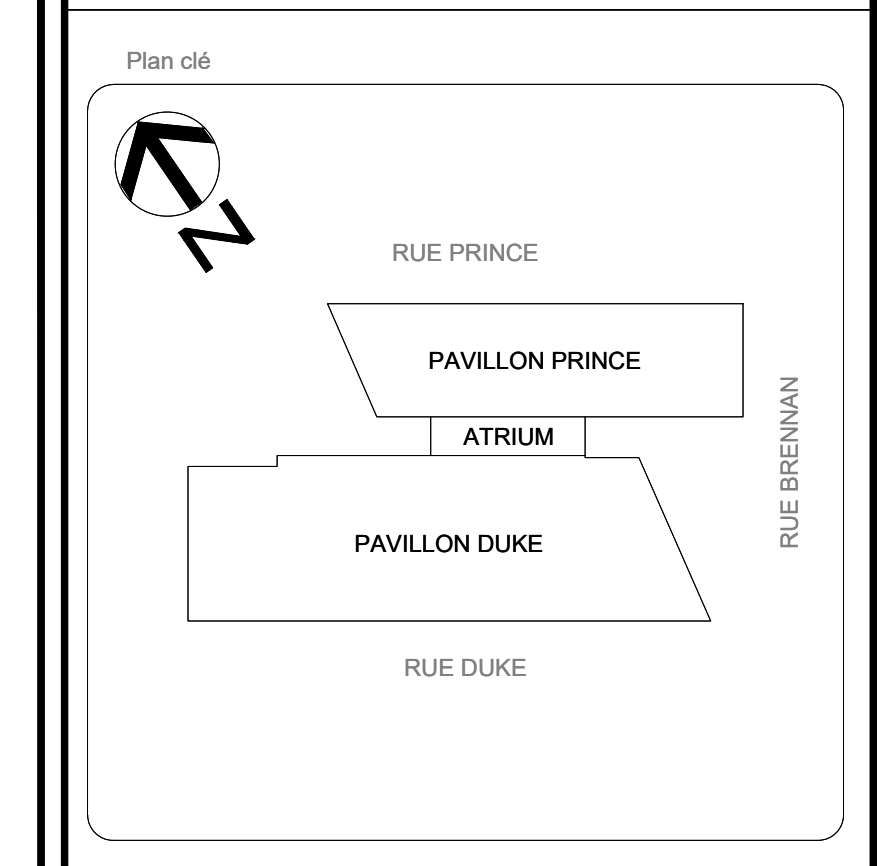 Plan clé
N
RUE PRINCE
PAVILLON PRINCE
ATRIUM
RUE BRENNAN
PAVILLON DUKE
RUE DUKE